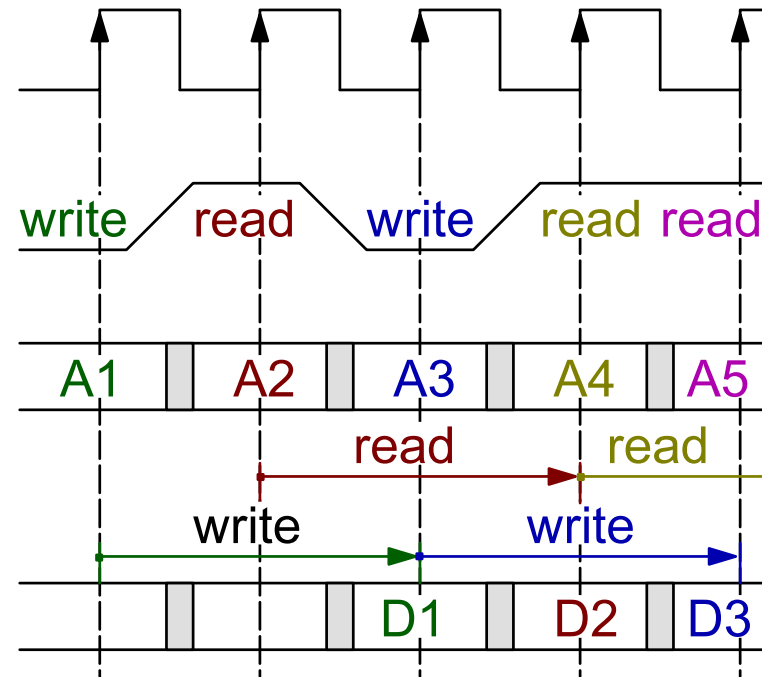 write read write read read
A1 A2 A3 A4 A5
read read
write write
D1 D2 D3